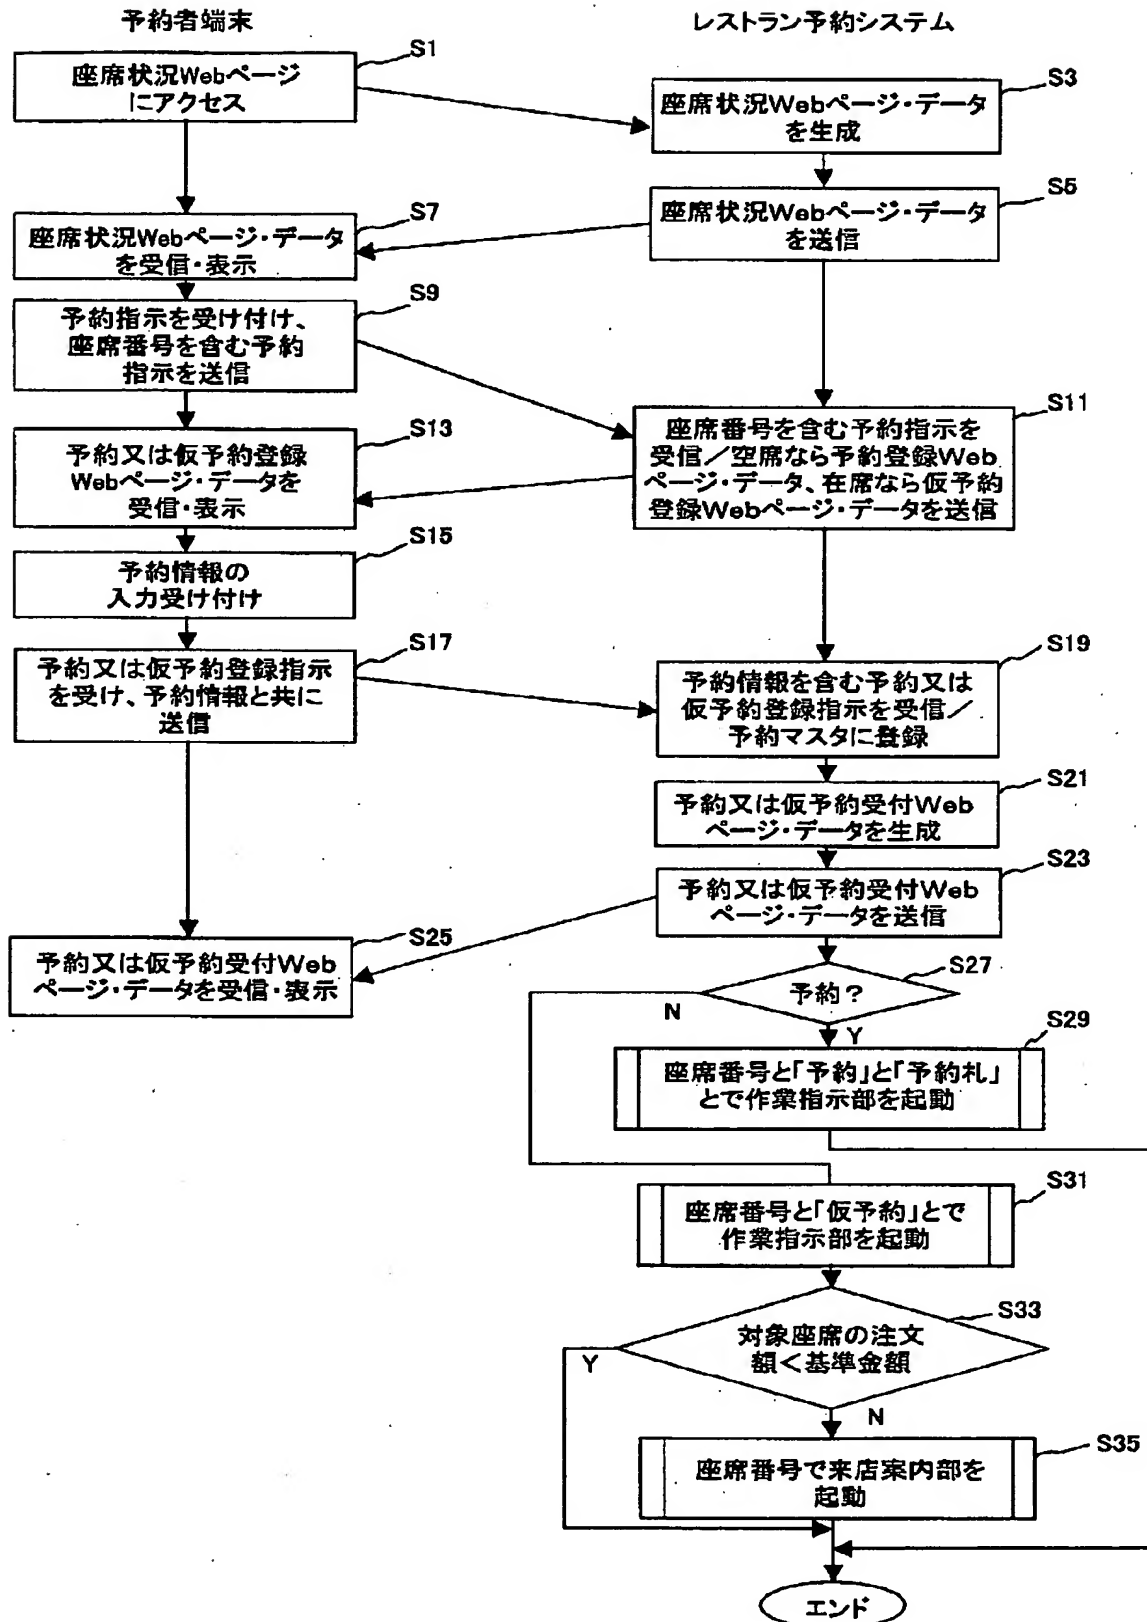 予約者端末
レストラン予約システム
S1
座席状況Webページ
にアクセス
S3
座席状況Webページ・データ
を生成
S5
座席状況Webページ・データ
を送信
S7
座席状況Webページ・データ
を受信・表示
S9
予約指示を受け付け、
座席番号を含む予約
指示を送信
S11
座席番号を含む予約指示を
受信／空席なら予約登録Web
ページ・データ、在席なら仮予約
登録Webページ・データを送信
S13
予約又は仮予約登録
Webページ・データを
受信・表示
S15
予約情報の
入力受け付け
S17
予約又は仮予約登録指示
を受け、予約情報と共に
送信
S19
予約情報を含む予約又は
仮予約登録指示を受信／
予約マスタに登録
S21
予約又は仮予約受付Web
ページ・データを生成
S23
予約又は仮予約受付Web
ページ・データを送信
S25
予約又は仮予約受付Web
ページ・データを受信・表示
S27
予約？
N
Y
S29
座席番号と「予約」と「予約札」
とで作業指示部を起動
S31
座席番号と「仮予約」とで
作業指示部を起動
S33
対象座席の注文
額＜基準金額
Y
N
S35
座席番号で来店案内部を
起動
エンド